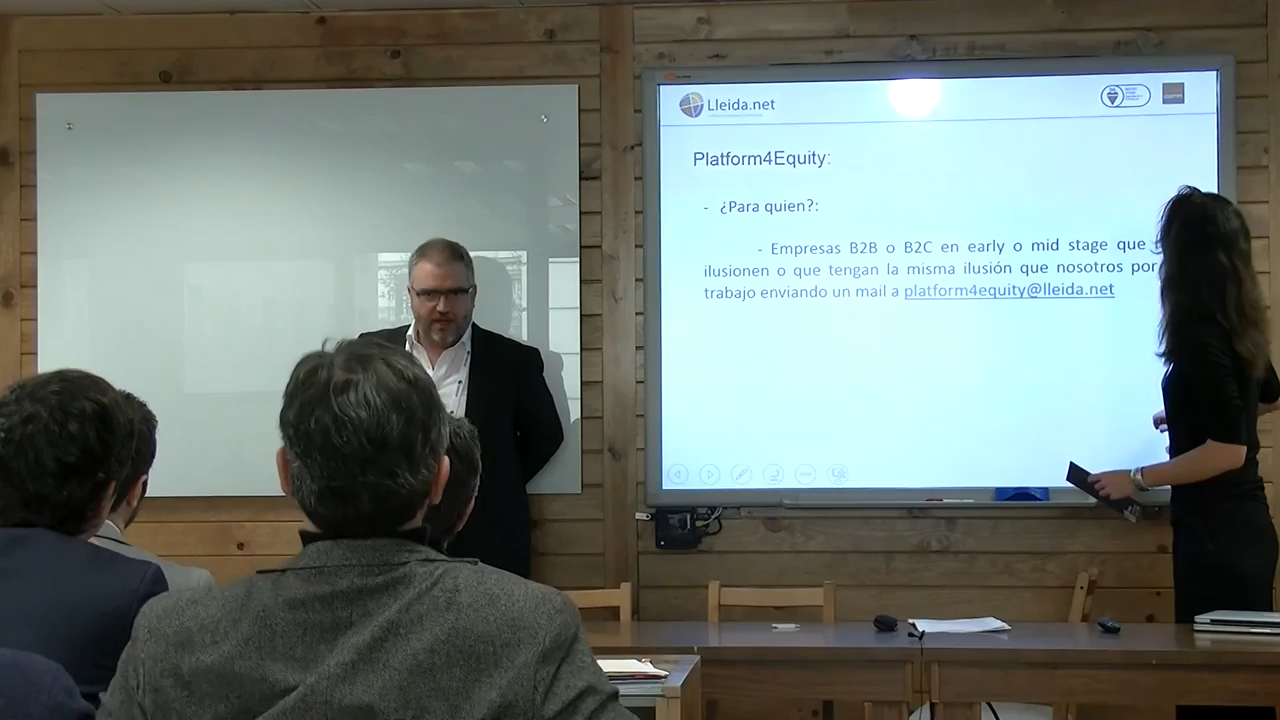 Lleida.net
Platform4Equity:
- ¿Para quien?:
- Empresas B2B o B2C en early o mid stage que
ilusionen o que tengan la misma ilusión que nosotros por
trabajo enviando un mail a platform4equity@lleida.net